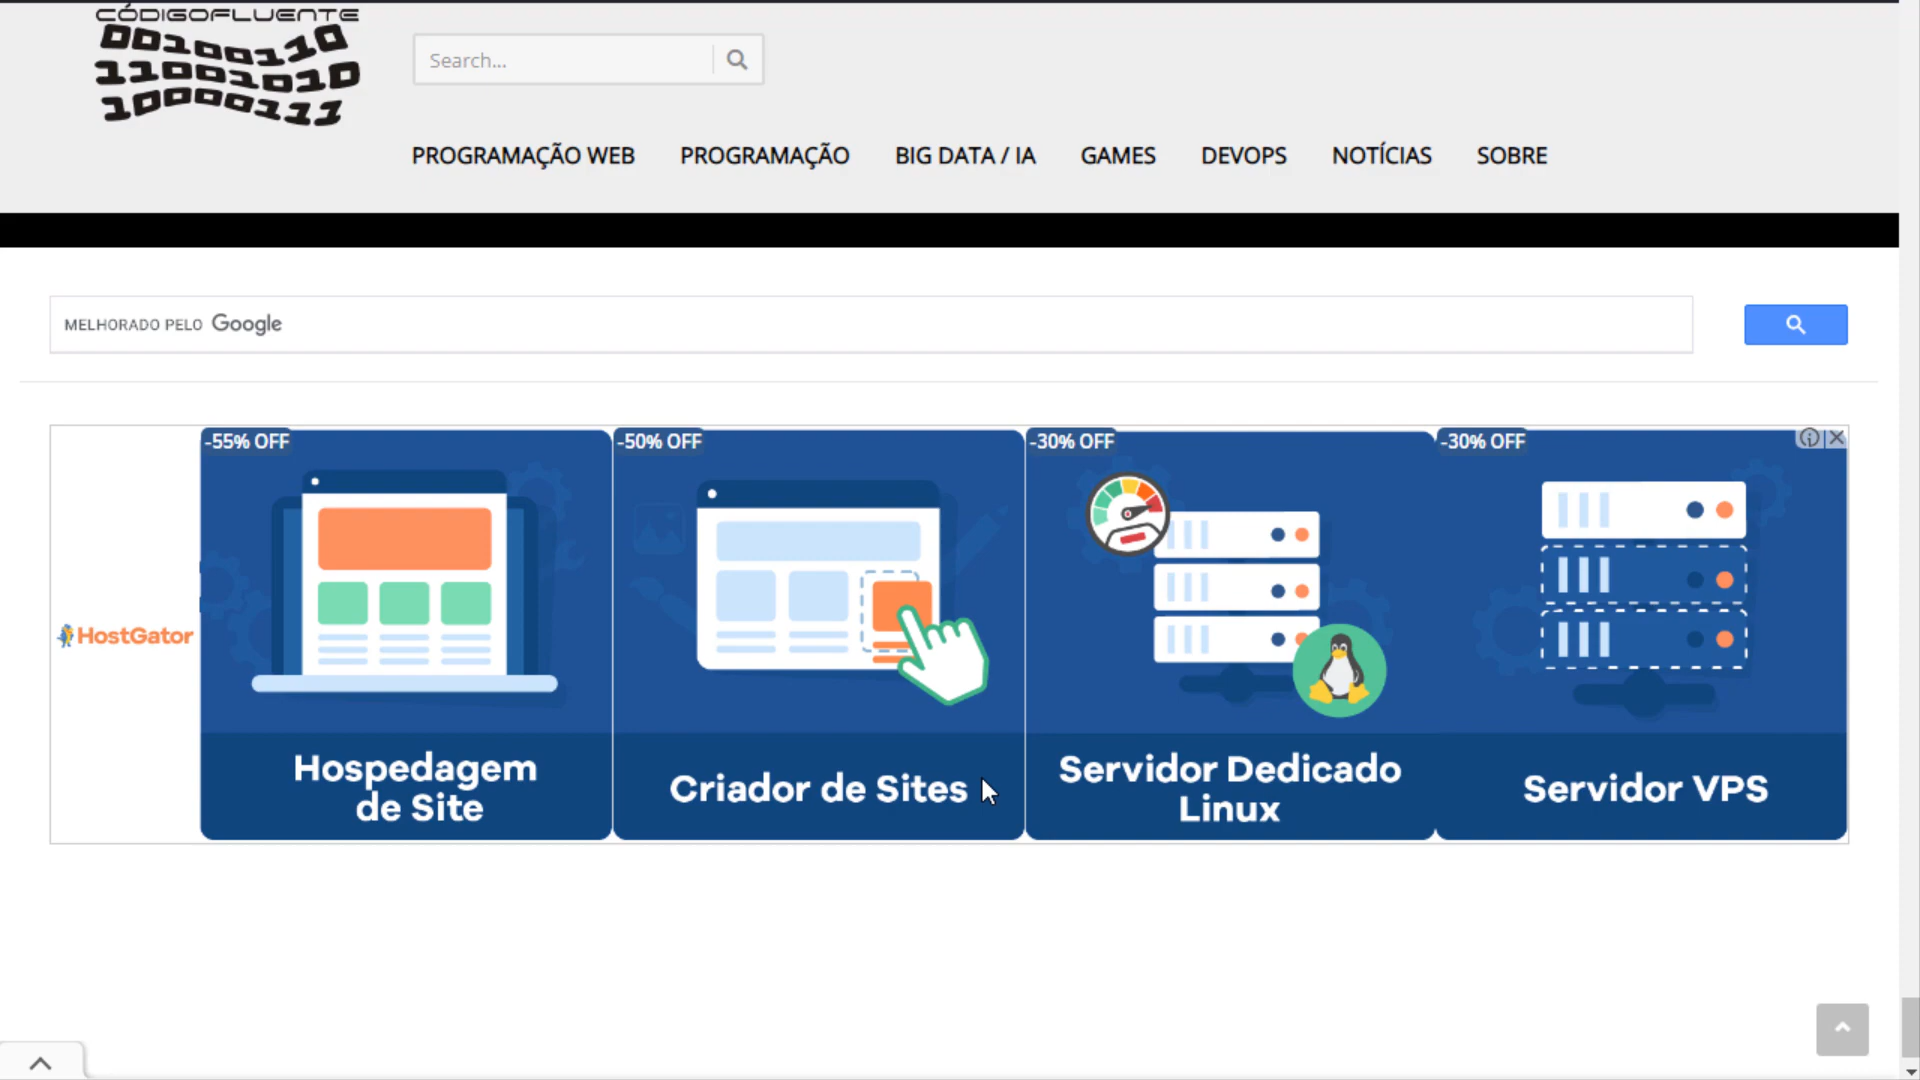 CÓDIGOFLUENTE
00100110
11001010
10000111
Search...
PROGRAMAÇÃO WEB
PROGRAMAÇÃO
BIG DATA / IA
GAMES
DEVOPS
NOTÍCIAS
SOBRE
MELHORADO PELO Google
HostGator
-55% OFF
Hospedagem
de Site
-50% OFF
Criador de Sites
-30% OFF
Servidor Dedicado
Linux
-30% OFF
Servidor VPS